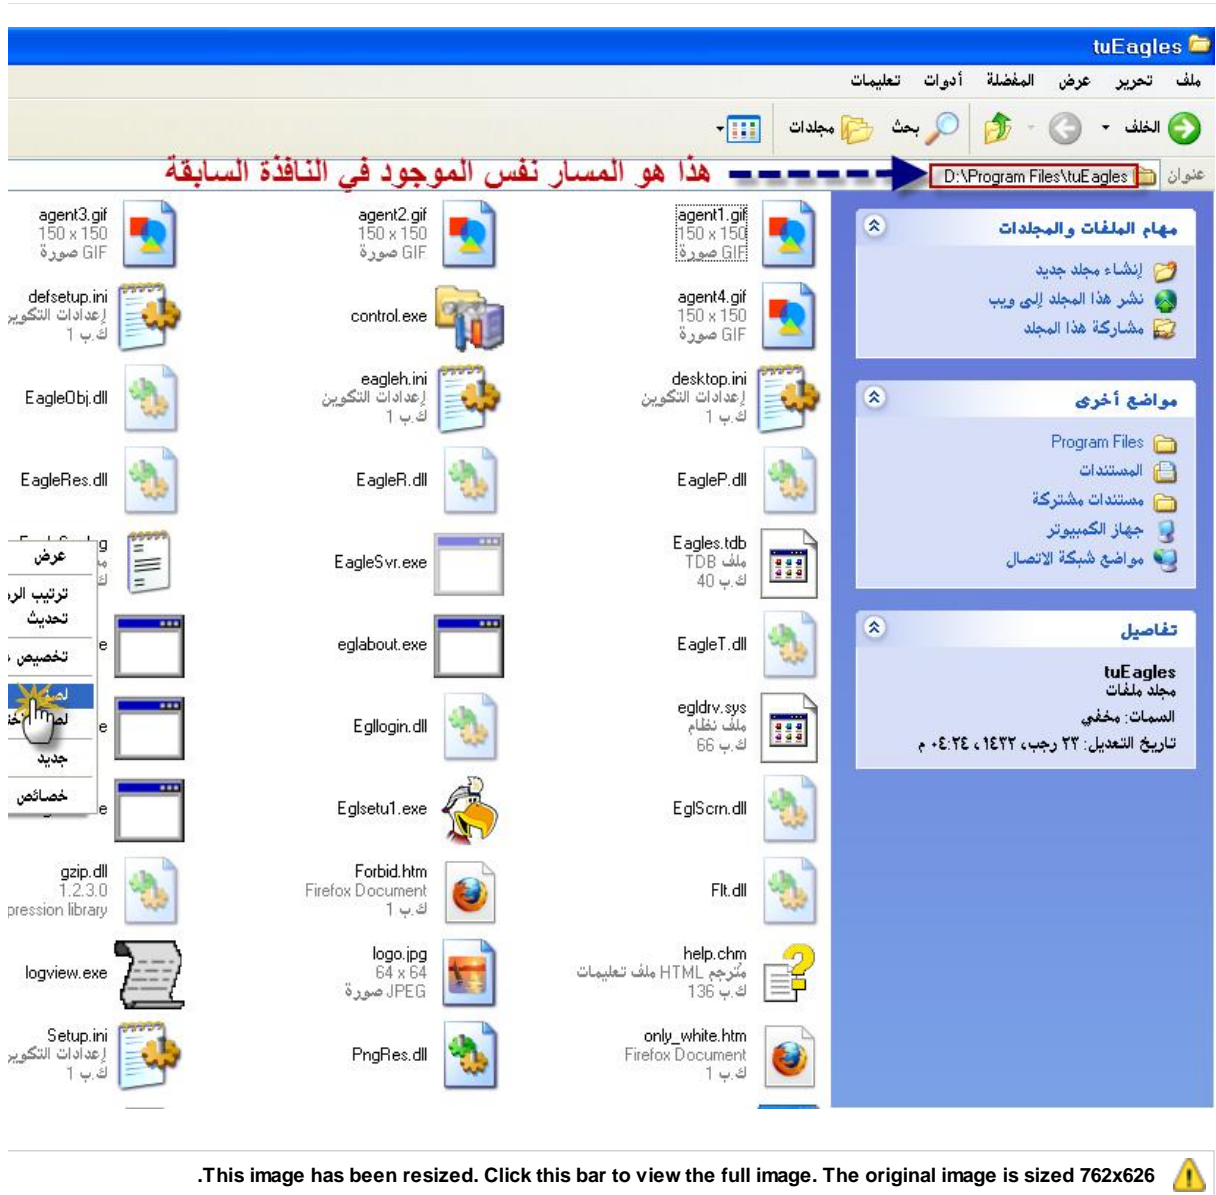 tuEagles
ملف تحرير عرض المفضلة أدوات تعليمات
الخلف بحث مجلدات
عنوان D:\Program Files\tuEagles هذا هو المسار نفس الموجود في النافذة السابقة
مهام الملفات والمجلدات
إنشاء مجلد جديد
نشر هذا المجلد إلى ويب
مشاركة هذا المجلد
مواضع أخرى
Program Files
المستندات
مستندات مشتركة
جهاز الكمبيوتر
مواضع شبكة الاتصال
تفاصيل
tuEagles
مجلد ملفات
السمات: مخفي
تاريخ التعديل: ٢٣ رجب، ١٤٣٢، ٠٤:٢٤ م
agent1.gif
150 x 150
GIF صورة
agent2.gif
150 x 150
GIF صورة
agent3.gif
150 x 150
GIF صورة
agent4.gif
150 x 150
GIF صورة
control.exe
defsetup.ini
إعدادات التكوين
1 ك.ب
desktop.ini
إعدادات التكوين
1 ك.ب
eagleh.ini
إعدادات التكوين
1 ك.ب
EagleObj.dll
EagleP.dll
EagleR.dll
EagleRes.dll
Eagles.tdb
ملف TDB
40 ك.ب
EagleSvr.exe
EagleT.dll
eglabout.exe
egldrv.sys
ملف نظام
66 ك.ب
Egllogin.dll
EglScrn.dll
Eglsetu1.exe
عرض
ترتيب
تحديث
تخصيص
جديد
خصائص
Flt.dll
Forbid.htm
Firefox Document
1 ك.ب
gzip.dll
1.2.3.0
pression library
help.chm
مترجم HTML ملف تعليمات
136 ك.ب
logo.jpg
64 x 64
JPEG صورة
logview.exe
only_white.htm
Firefox Document
1 ك.ب
PngRes.dll
Setup.ini
إعدادات التكوين
1 ك.ب
.This image has been resized. Click this bar to view the full image. The original image is sized 762x626